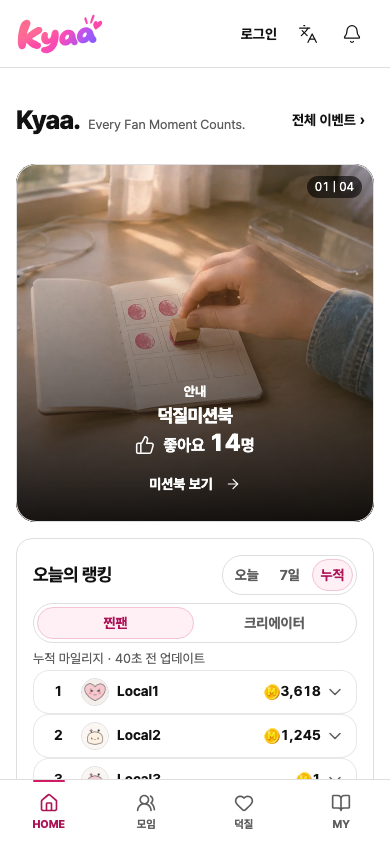 kyaa
로그인
Kyaa. Every Fan Moment Counts.
전체 이벤트 ›
01 | 04
안내
덕질미션북
좋아요 14명
미션북 보기 →
오늘의 랭킹
오늘 7일 누적
찐팬 크리에이터
누적 마일리지 · 40초 전 업데이트
1 Local1 3,618
2 Local2 1,245
3 Local3 1
HOME 모임 덕질 MY